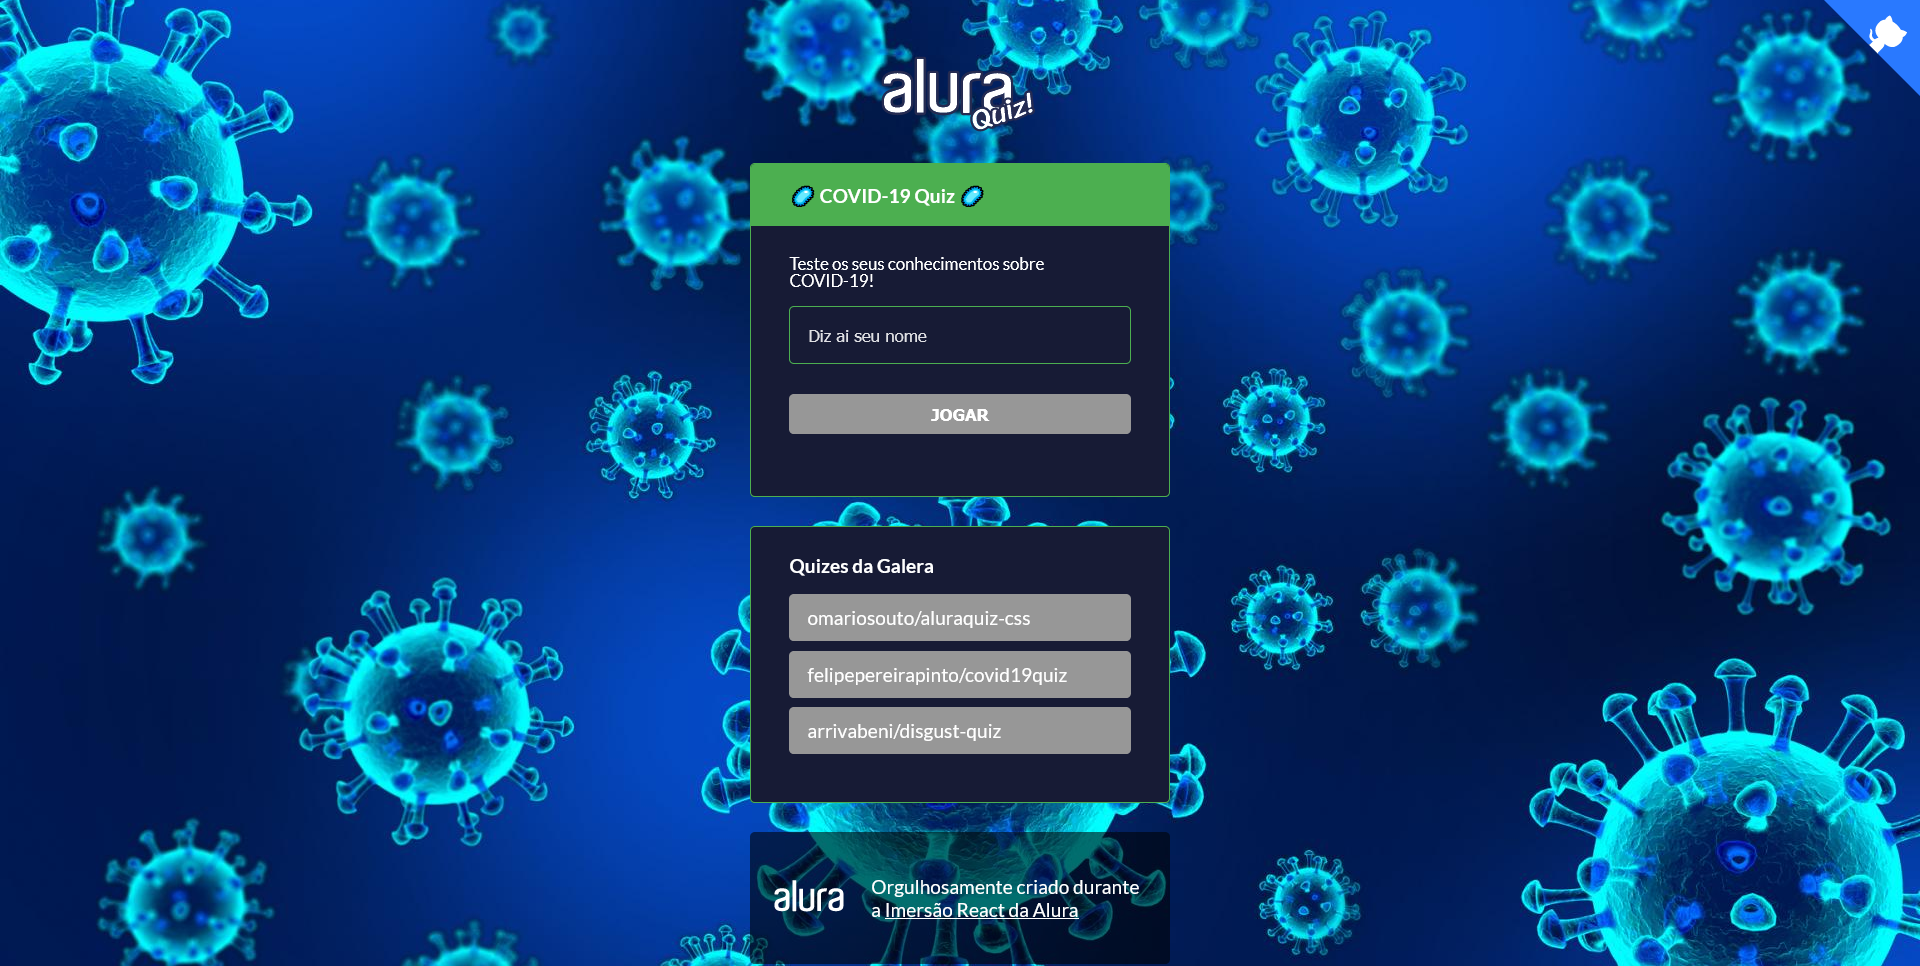 alura
Quiz!
COVID-19 Quiz
Teste os seus conhecimentos sobre
COVID-19!
Diz ai seu nome
JOGAR
Quizes da Galera
omariosouto/aluraquiz-css
felipepereirapinto/covid19quiz
arrivabeni/disgust-quiz
alura
Orgulhosamente criado durante
a Imersão React da Alura